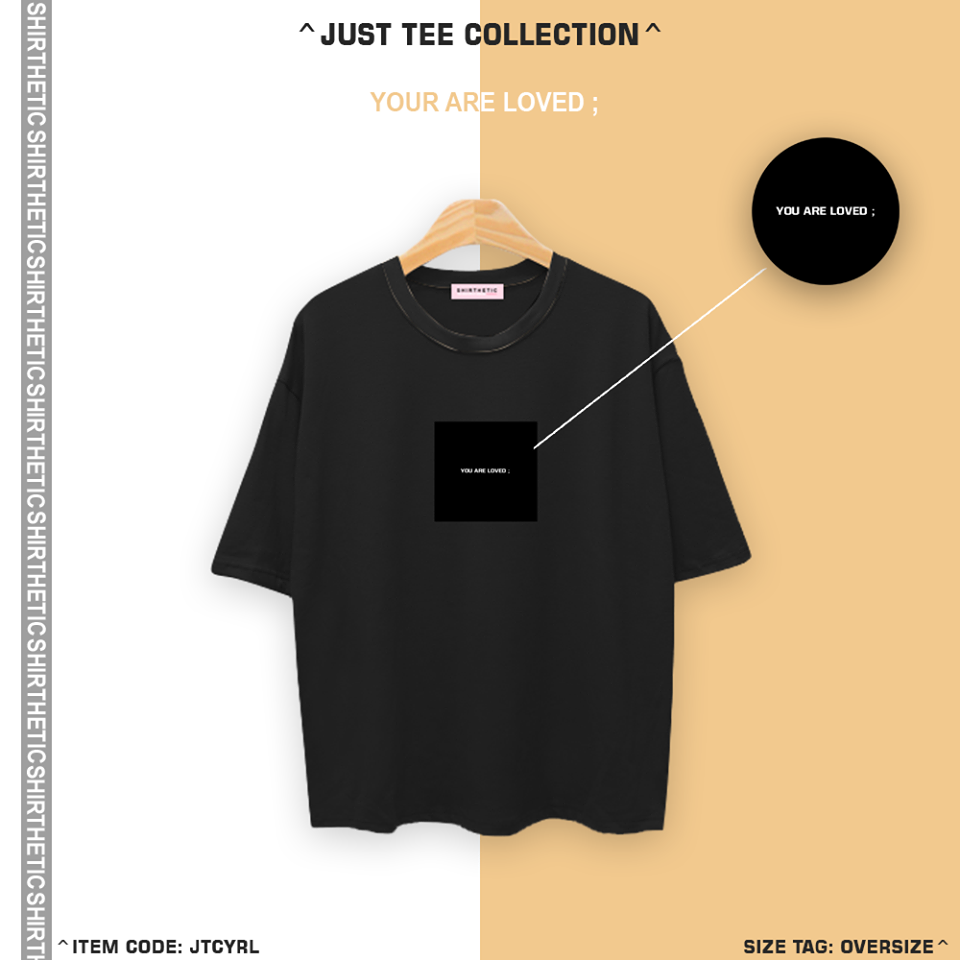 ^JUST TEE COLLECTION^
YOUR ARE LOVED ;
YOU ARE LOVED ;
SHIRTHETIC
YOU ARE LOVED ;
^ITEM CODE: JTCYRL
SIZE TAG: OVERSIZE^
SHIRTHETICSHIRTHETICSHIRTHETICSHIRTHETICSHIRTHETICSHIRTHETICSHIRTHETICSHIRT